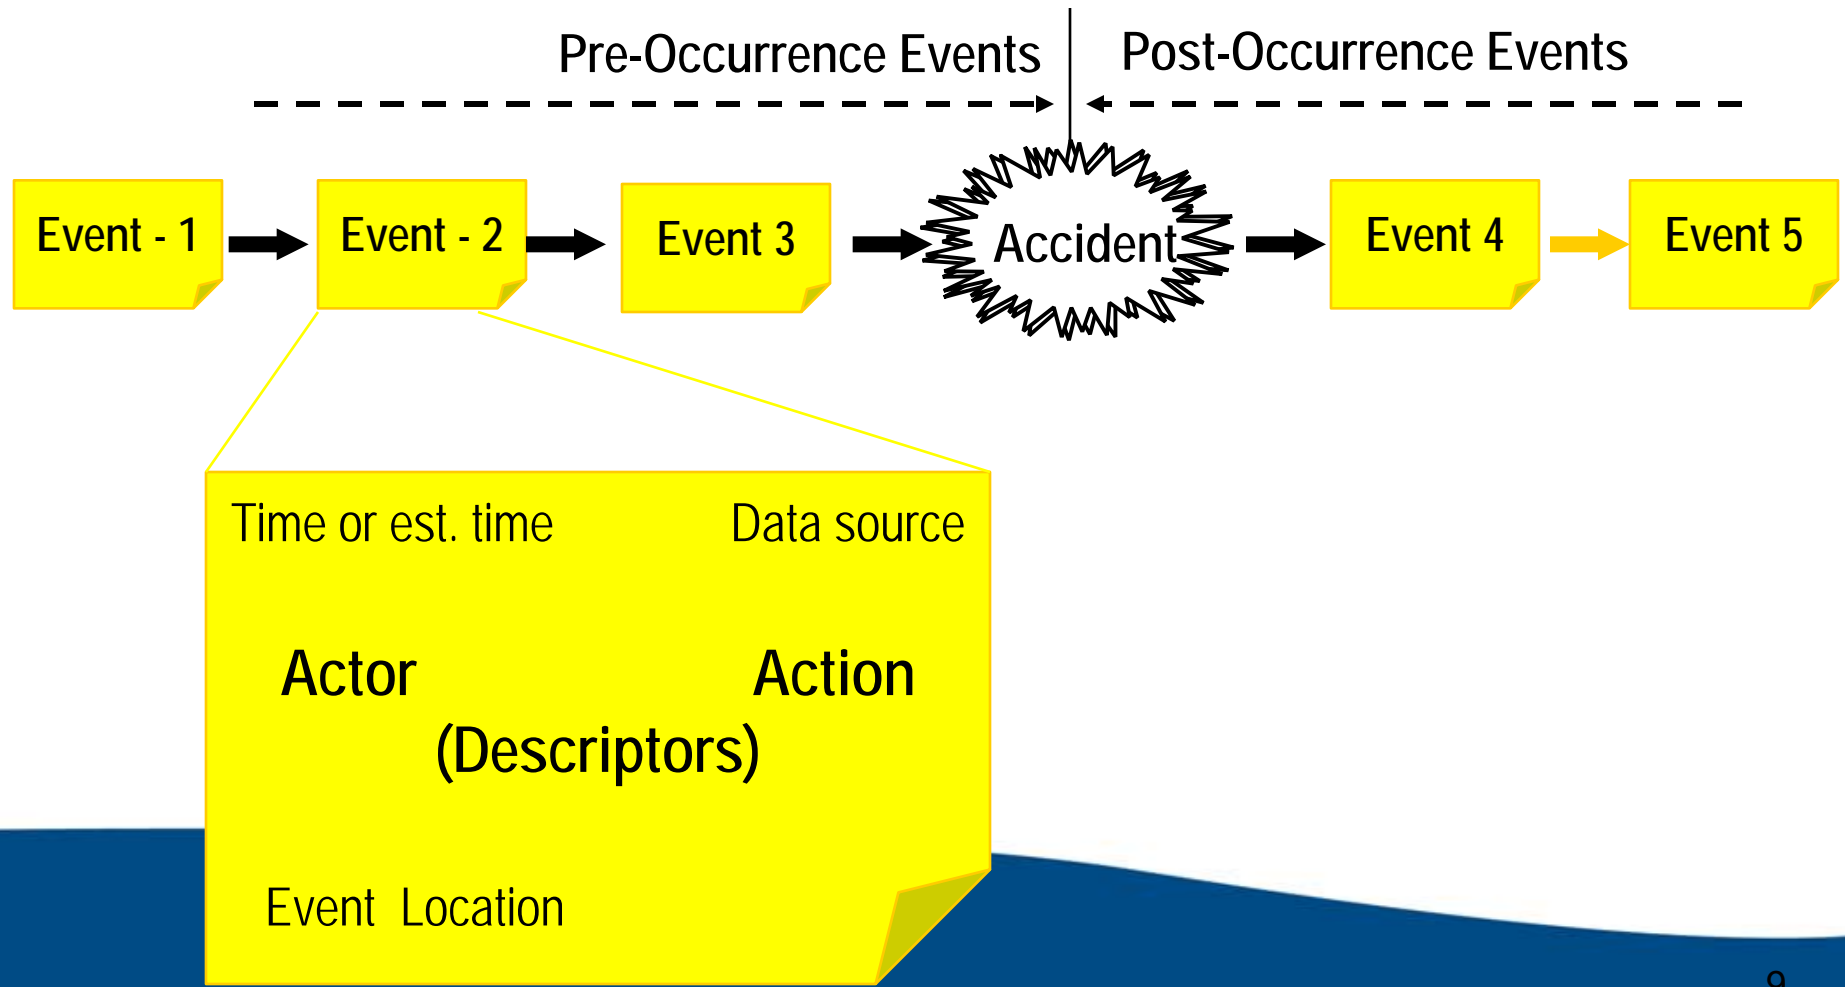 Pre-Occurrence Events
Post-Occurrence Events
Event - 1
Event - 2
Event 3
Accident
Event 4
Event 5
Time or est. time
Data source
Actor
Action
(Descriptors)
Event Location
9